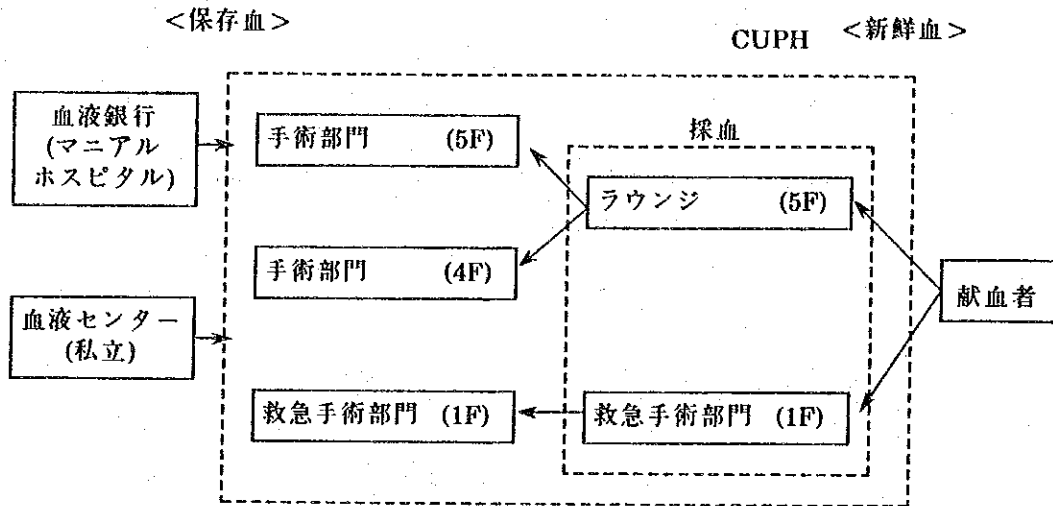 <保存血>
CUPH <新鮮血>
血液銀行
(マニアル
ホスピタル)
手術部門 (5F)
採血
ラウンジ (5F)
手術部門 (4F)
献血者
血液センター
(私立)
救急手術部門 (1F)
救急手術部門 (1F)